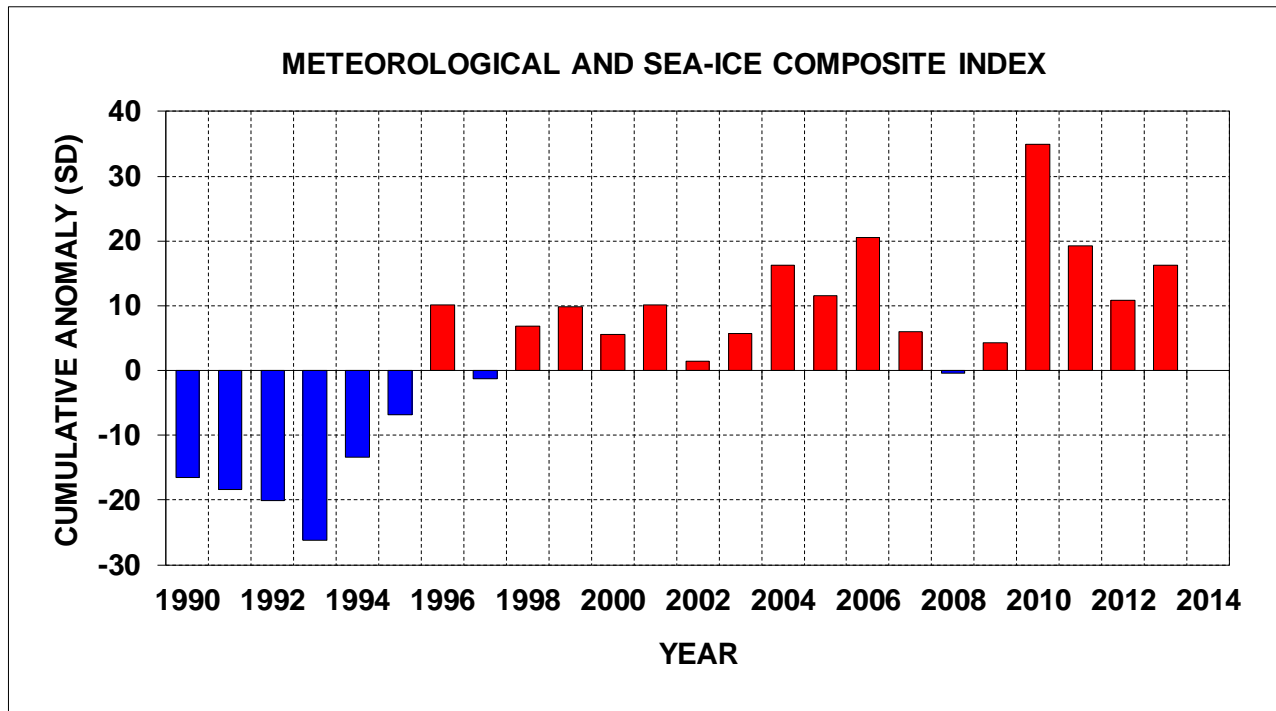 METEOROLOGICAL AND SEA-ICE COMPOSITE INDEX
CUMULATIVE ANOMALY (SD)
40
30
20
10
0
-10
-20
-30
1990 1992 1994 1996 1998 2000 2002 2004 2006 2008 2010 2012 2014
YEAR